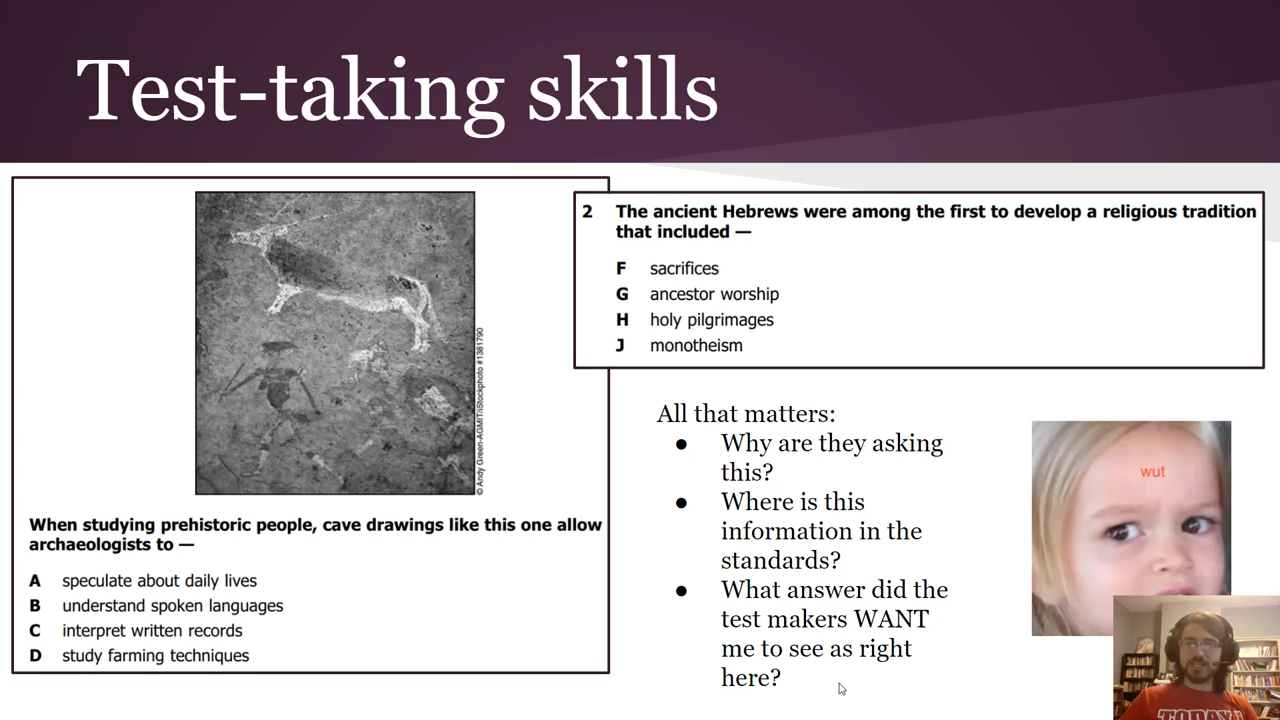 Test-taking skills
© Andy Green-AGMIT/iStockphoto #1381790
When studying prehistoric people, cave drawings like this one allow
archaeologists to —
A speculate about daily lives
B understand spoken languages
C interpret written records
D study farming techniques
2 The ancient Hebrews were among the first to develop a religious tradition
that included —
F sacrifices
G ancestor worship
H holy pilgrimages
J monotheism
All that matters:
● Why are they asking
this?
● Where is this
information in the
standards?
● What answer did the
test makers WANT
me to see as right
here?
wut